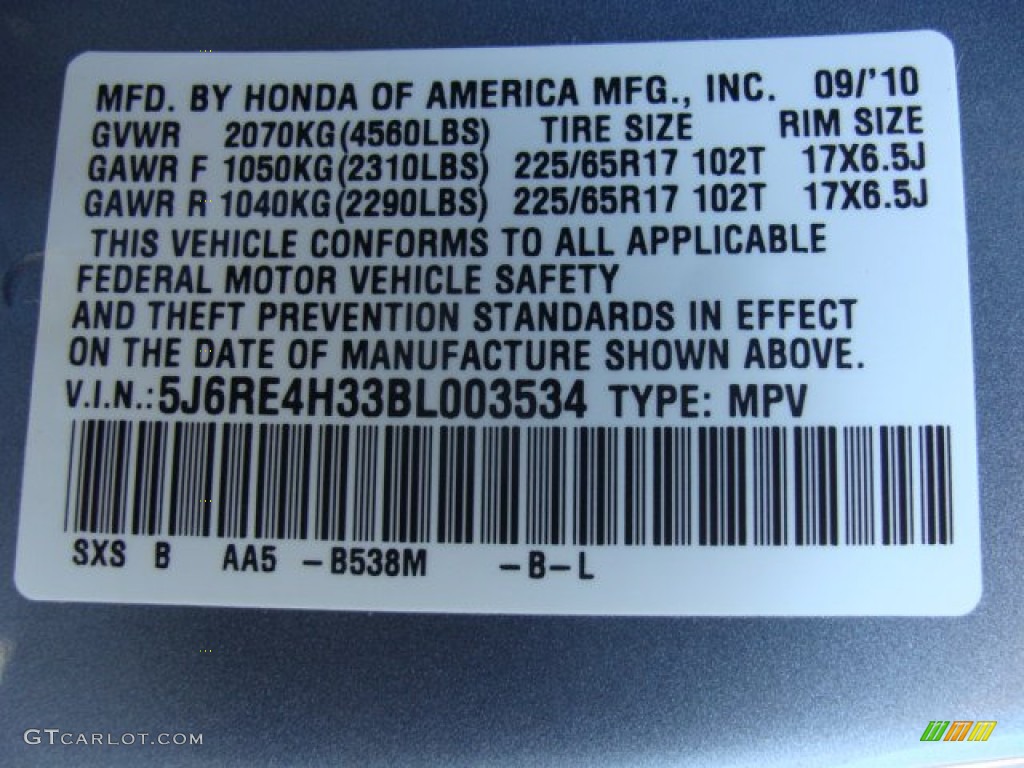 MFD. BY HONDA OF AMERICA MFG., INC. 09/'10
GVWR 2070KG(4560LBS) TIRE SIZE RIM SIZE
GAWR F 1050KG(2310LBS) 225/65R17 102T 17X6.5J
GAWR R 1040KG(2290LBS) 225/65R17 102T 17X6.5J
THIS VEHICLE CONFORMS TO ALL APPLICABLE
FEDERAL MOTOR VEHICLE SAFETY
AND THEFT PREVENTION STANDARDS IN EFFECT
ON THE DATE OF MANUFACTURE SHOWN ABOVE.
V.I.N.: 5J6RE4H33BL003534 TYPE: MPV
SXS B AA5 -B538M -B-L
GTCARLOT.COM